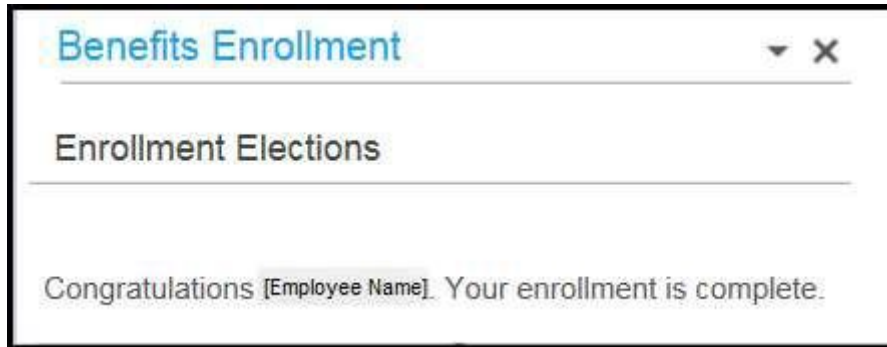 Benefits Enrollment
Enrollment Elections
Congratulations [Employee Name]. Your enrollment is complete.